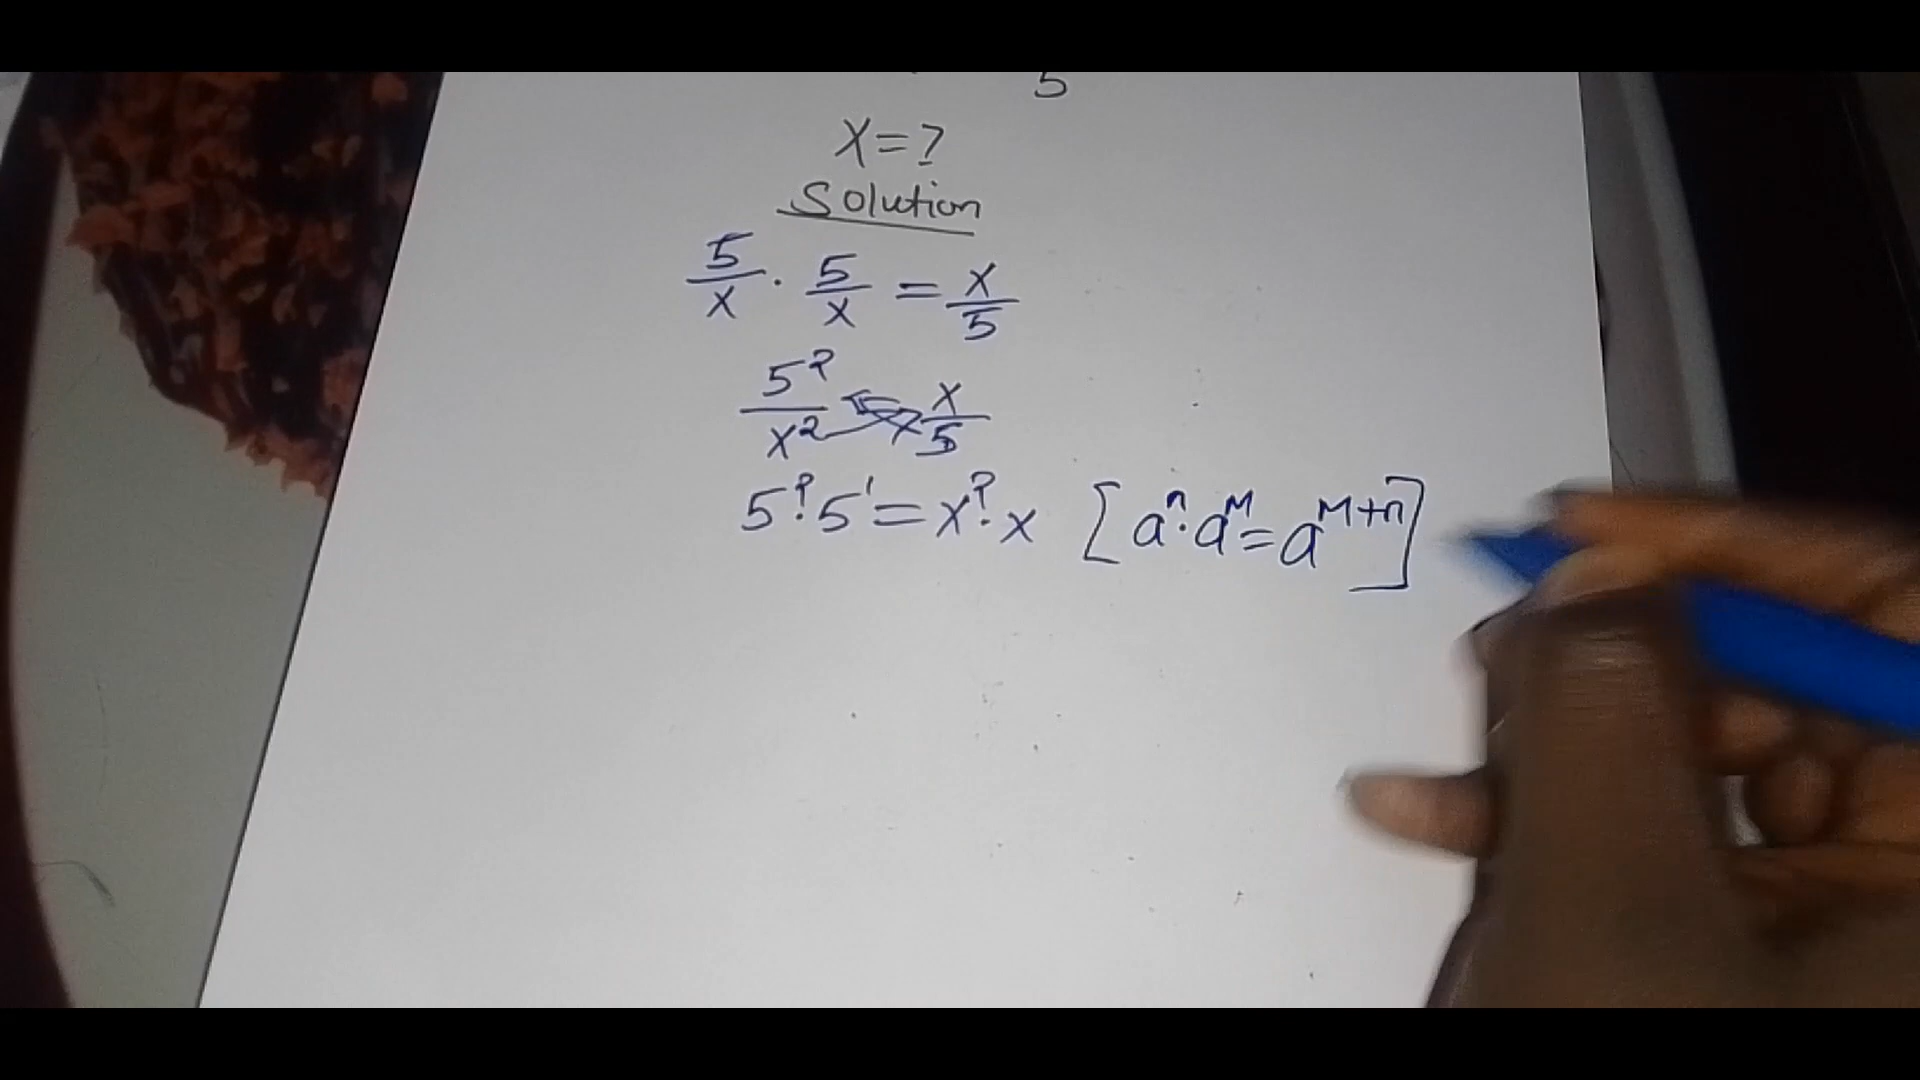 5
X=?
Solution
5/x · 5/x = x/5
5²/x² = x/5
5²·5¹=x²·x [aⁿ·aᴹ=aᴹ⁺ⁿ]